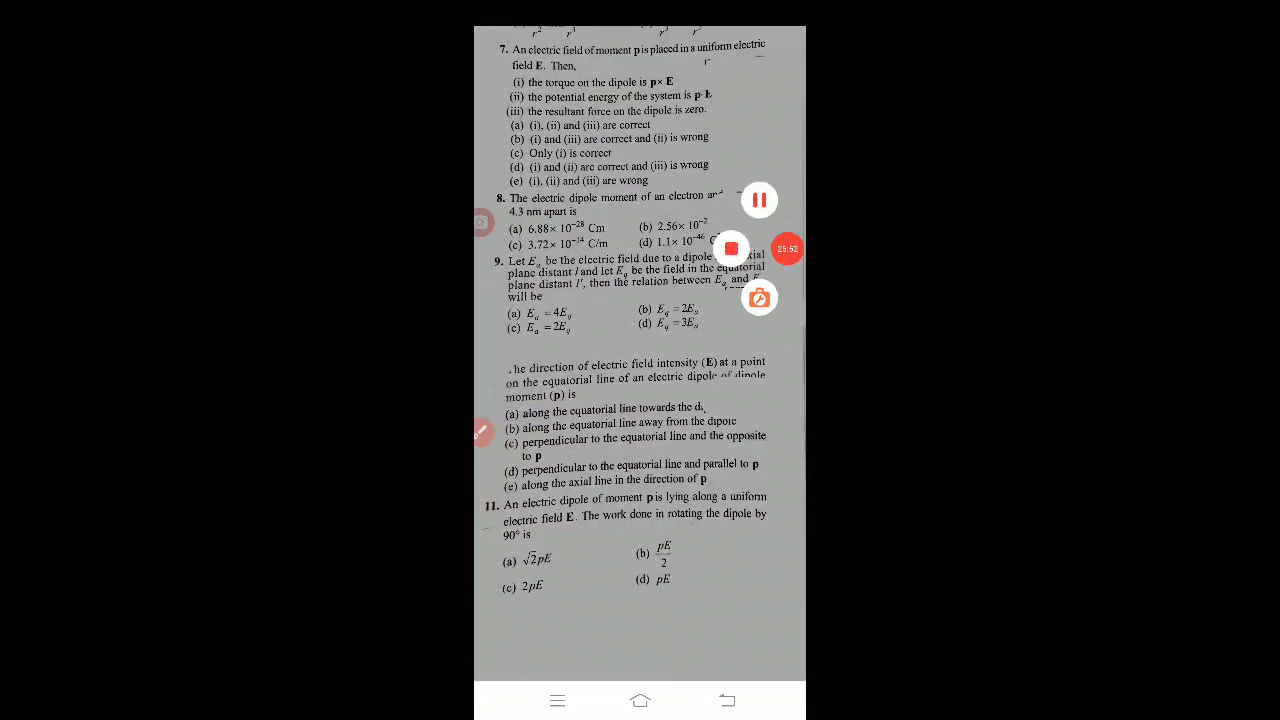 r² r³ r³ r²
7. An electric field of moment p is placed in a uniform electric
field E. Then,
(i) the torque on the dipole is p× E
(ii) the potential energy of the system is p·E
(iii) the resultant force on the dipole is zero.
(a) (i), (ii) and (iii) are correct
(b) (i) and (iii) are correct and (ii) is wrong
(c) Only (i) is correct
(d) (i) and (ii) are correct and (iii) is wrong
(e) (i), (ii) and (iii) are wrong
8. The electric dipole moment of an electron
4.3 nm apart is
(a) 6.88× 10⁻²⁸ Cm (b) 2.56× 10⁻²
(c) 3.72× 10⁻¹⁴ C/m (d) 1.1× 10⁻⁴⁶ C
25:52
9. Let Eₐ be the electric field due to a dipole xial
plane distant l and let E_q be the field in the equatorial
plane distant l', then the relation between Eₐ and E
will be
(a) Eₐ = 4E_q (b) E_q = 2Eₐ
(c) Eₐ = 2E_q (d) E_q = 3Eₐ
he direction of electric field intensity (E) at a point
on the equatorial line of an electric dipole of dipole
moment (p) is
(a) along the equatorial line towards the di
(b) along the equatorial line away from the dipole
(c) perpendicular to the equatorial line and the opposite
to p
(d) perpendicular to the equatorial line and parallel to p
(e) along the axial line in the direction of p
11. An electric dipole of moment p is lying along a uniform
electric field E. The work done in rotating the dipole by
90° is
(a) √2pE (b) pE/2
(c) 2pE (d) pE